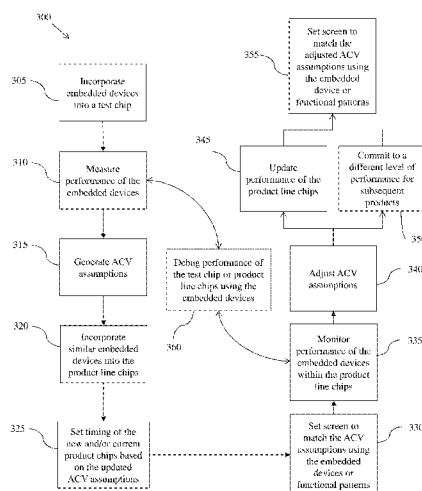 300
305
Incorporate
embedded devices
into a test chip
310
Measure
performance of the
embedded devices
315
Generate ACV
assumptions
320
Incorporate
similar embedded
devices into the
product line chips
325
Set timing of the
new and/or current
product chips based
on the updated
ACV assumptions
Debug performance of
the test chip or product
line chips using the
embedded devices
360
355
Set screen to
match the
adjusted ACV
assumptions using
the embedded
device or
functional patterns
345
Update
performance of the
product line chips
Commit to a
different level of
performance for
subsequent
products
350
Adjust ACV
assumptions
340
Monitor
performance of the
embedded devices
within the product
line chips
335
Set screen to
match the ACV
assumptions using
the embedded
devices or
functional patterns
330